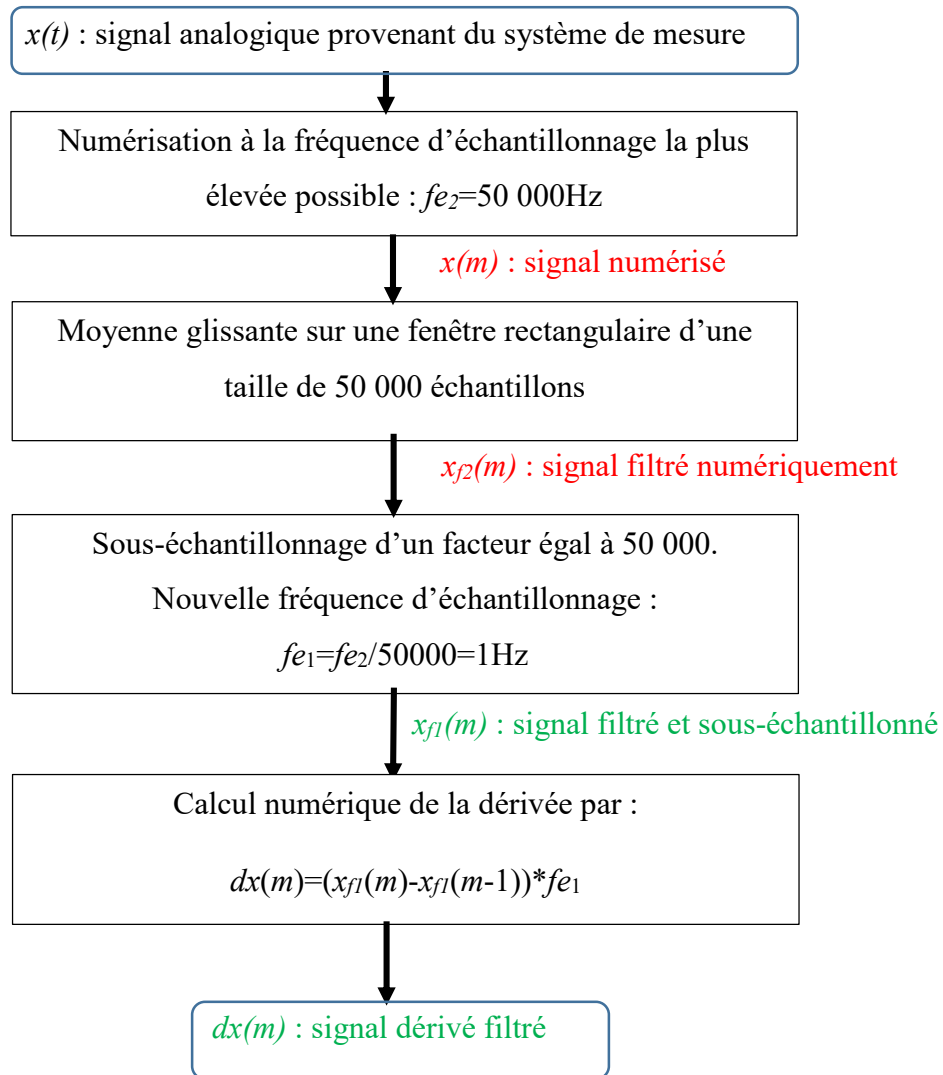 x(t) : signal analogique provenant du système de mesure
Numérisation à la fréquence d’échantillonnage la plus
élevée possible : fe2=50 000Hz
x(m) : signal numérisé
Moyenne glissante sur une fenêtre rectangulaire d’une
taille de 50 000 échantillons
xf2(m) : signal filtré numériquement
Sous-échantillonnage d’un facteur égal à 50 000.
Nouvelle fréquence d’échantillonnage :
fe1=fe2/50000=1Hz
xf1(m) : signal filtré et sous-échantillonné
Calcul numérique de la dérivée par :
dx(m)=(xf1(m)-xf1(m-1))*fe1
dx(m) : signal dérivé filtré